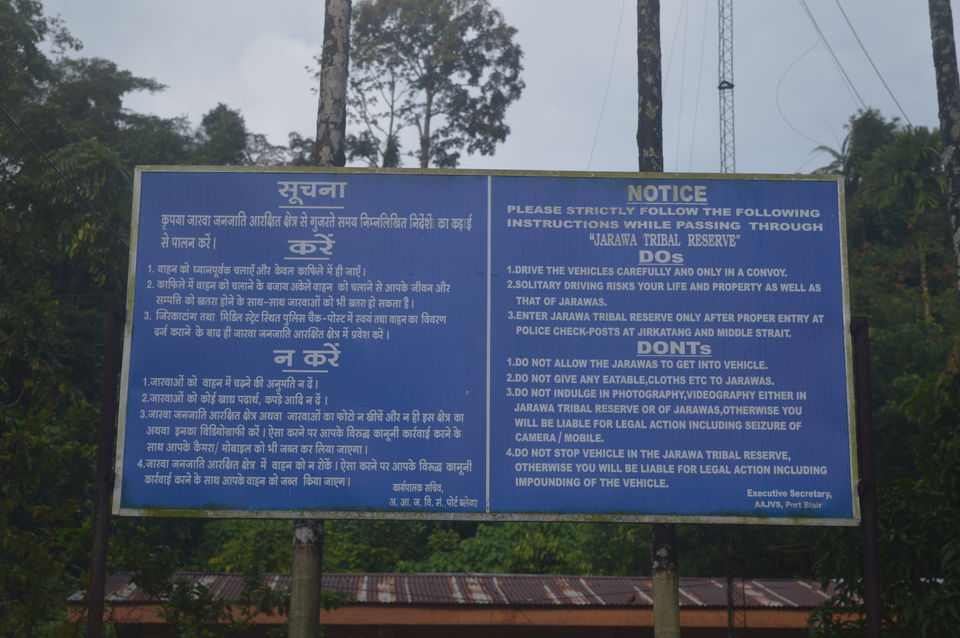 सूचना
कृपया जारवा जनजाति आरक्षित क्षेत्र से गुजरते समय निम्नलिखित निर्देशों का कड़ाई
से पालन करें।
करें
1. वाहन को ध्यानपूर्वक चलाएँ और केवल काफिले में ही जाएँ।
2. काफिले में वाहन को चलाने के बजाय अकेले वाहन को चलाने से आपके जीवन और
सम्पत्ति को खतरा होने के साथ-साथ जारवाओं को भी खतरा हो सकता है।
3. जिरकाटांग तथा मिडिल स्ट्रेट स्थित पुलिस चैक-पोस्ट में स्वयं तथा वाहन का विवरण
दर्ज कराने के बाद ही जारवा जनजाति आरक्षित क्षेत्र में प्रवेश करे।
न करें
1.जारवाओं को वाहन में चढ़ने की अनुमति न दें।
2.जारवाओं को कोई खाद्य पदार्थ, कपड़े आदि न दें।
3.जारवा जनजाति आरक्षित क्षेत्र अथवा जारवाओं का फोटो न खीचें और न ही इस क्षेत्र का
अथवा इनका विडियोग्राफी करें। ऐसा करने पर आपके विरुद्ध कानूनी कार्रवाई करने के
साथ आपके कैमरा/ मोबाइल को भी जब्त कर लिया जाएगा।
4.जारवा जनजाति आरक्षित क्षेत्र में वाहन को न रोकें। ऐसा करने पर आपके विरुद्ध कानूनी
कार्रवाई करने के साथ आपके वाहन को जब्त किया जाएगा।
कार्यपालक सचिव,
अ. आ. ज. वि. सं., पोर्ट ब्लेयर
NOTICE
PLEASE STRICTLY FOLLOW THE FOLLOWING
INSTRUCTIONS WHILE PASSING THROUGH
“JARAWA TRIBAL RESERVE”
DOs
1.DRIVE THE VEHICLES CAREFULLY AND ONLY IN A CONVOY.
2.SOLITARY DRIVING RISKS YOUR LIFE AND PROPERTY AS WELL AS
THAT OF JARAWAS.
3.ENTER JARAWA TRIBAL RESERVE ONLY AFTER PROPER ENTRY AT
POLICE CHECK-POSTS AT JIRKATANG AND MIDDLE STRAIT.
DONTs
1.DO NOT ALLOW THE JARAWAS TO GET INTO VEHICLE.
2.DO NOT GIVE ANY EATABLE,CLOTHS ETC TO JARAWAS.
3.DO NOT INDULGE IN PHOTOGRAPHY,VIDEOGRAPHY EITHER IN
JARAWA TRIBAL RESERVE OR OF JARAWAS,OTHERWISE YOU
WILL BE LIABLE FOR LEGAL ACTION INCLUDING SEIZURE OF
CAMERA / MOBILE.
4.DO NOT STOP VEHICLE IN THE JARAWA TRIBAL RESERVE,
OTHERWISE YOU WILL BE LIABLE FOR LEGAL ACTION INCLUDING
IMPOUNDING OF THE VEHICLE.
Executive Secretary,
AAJVS, Port Blair